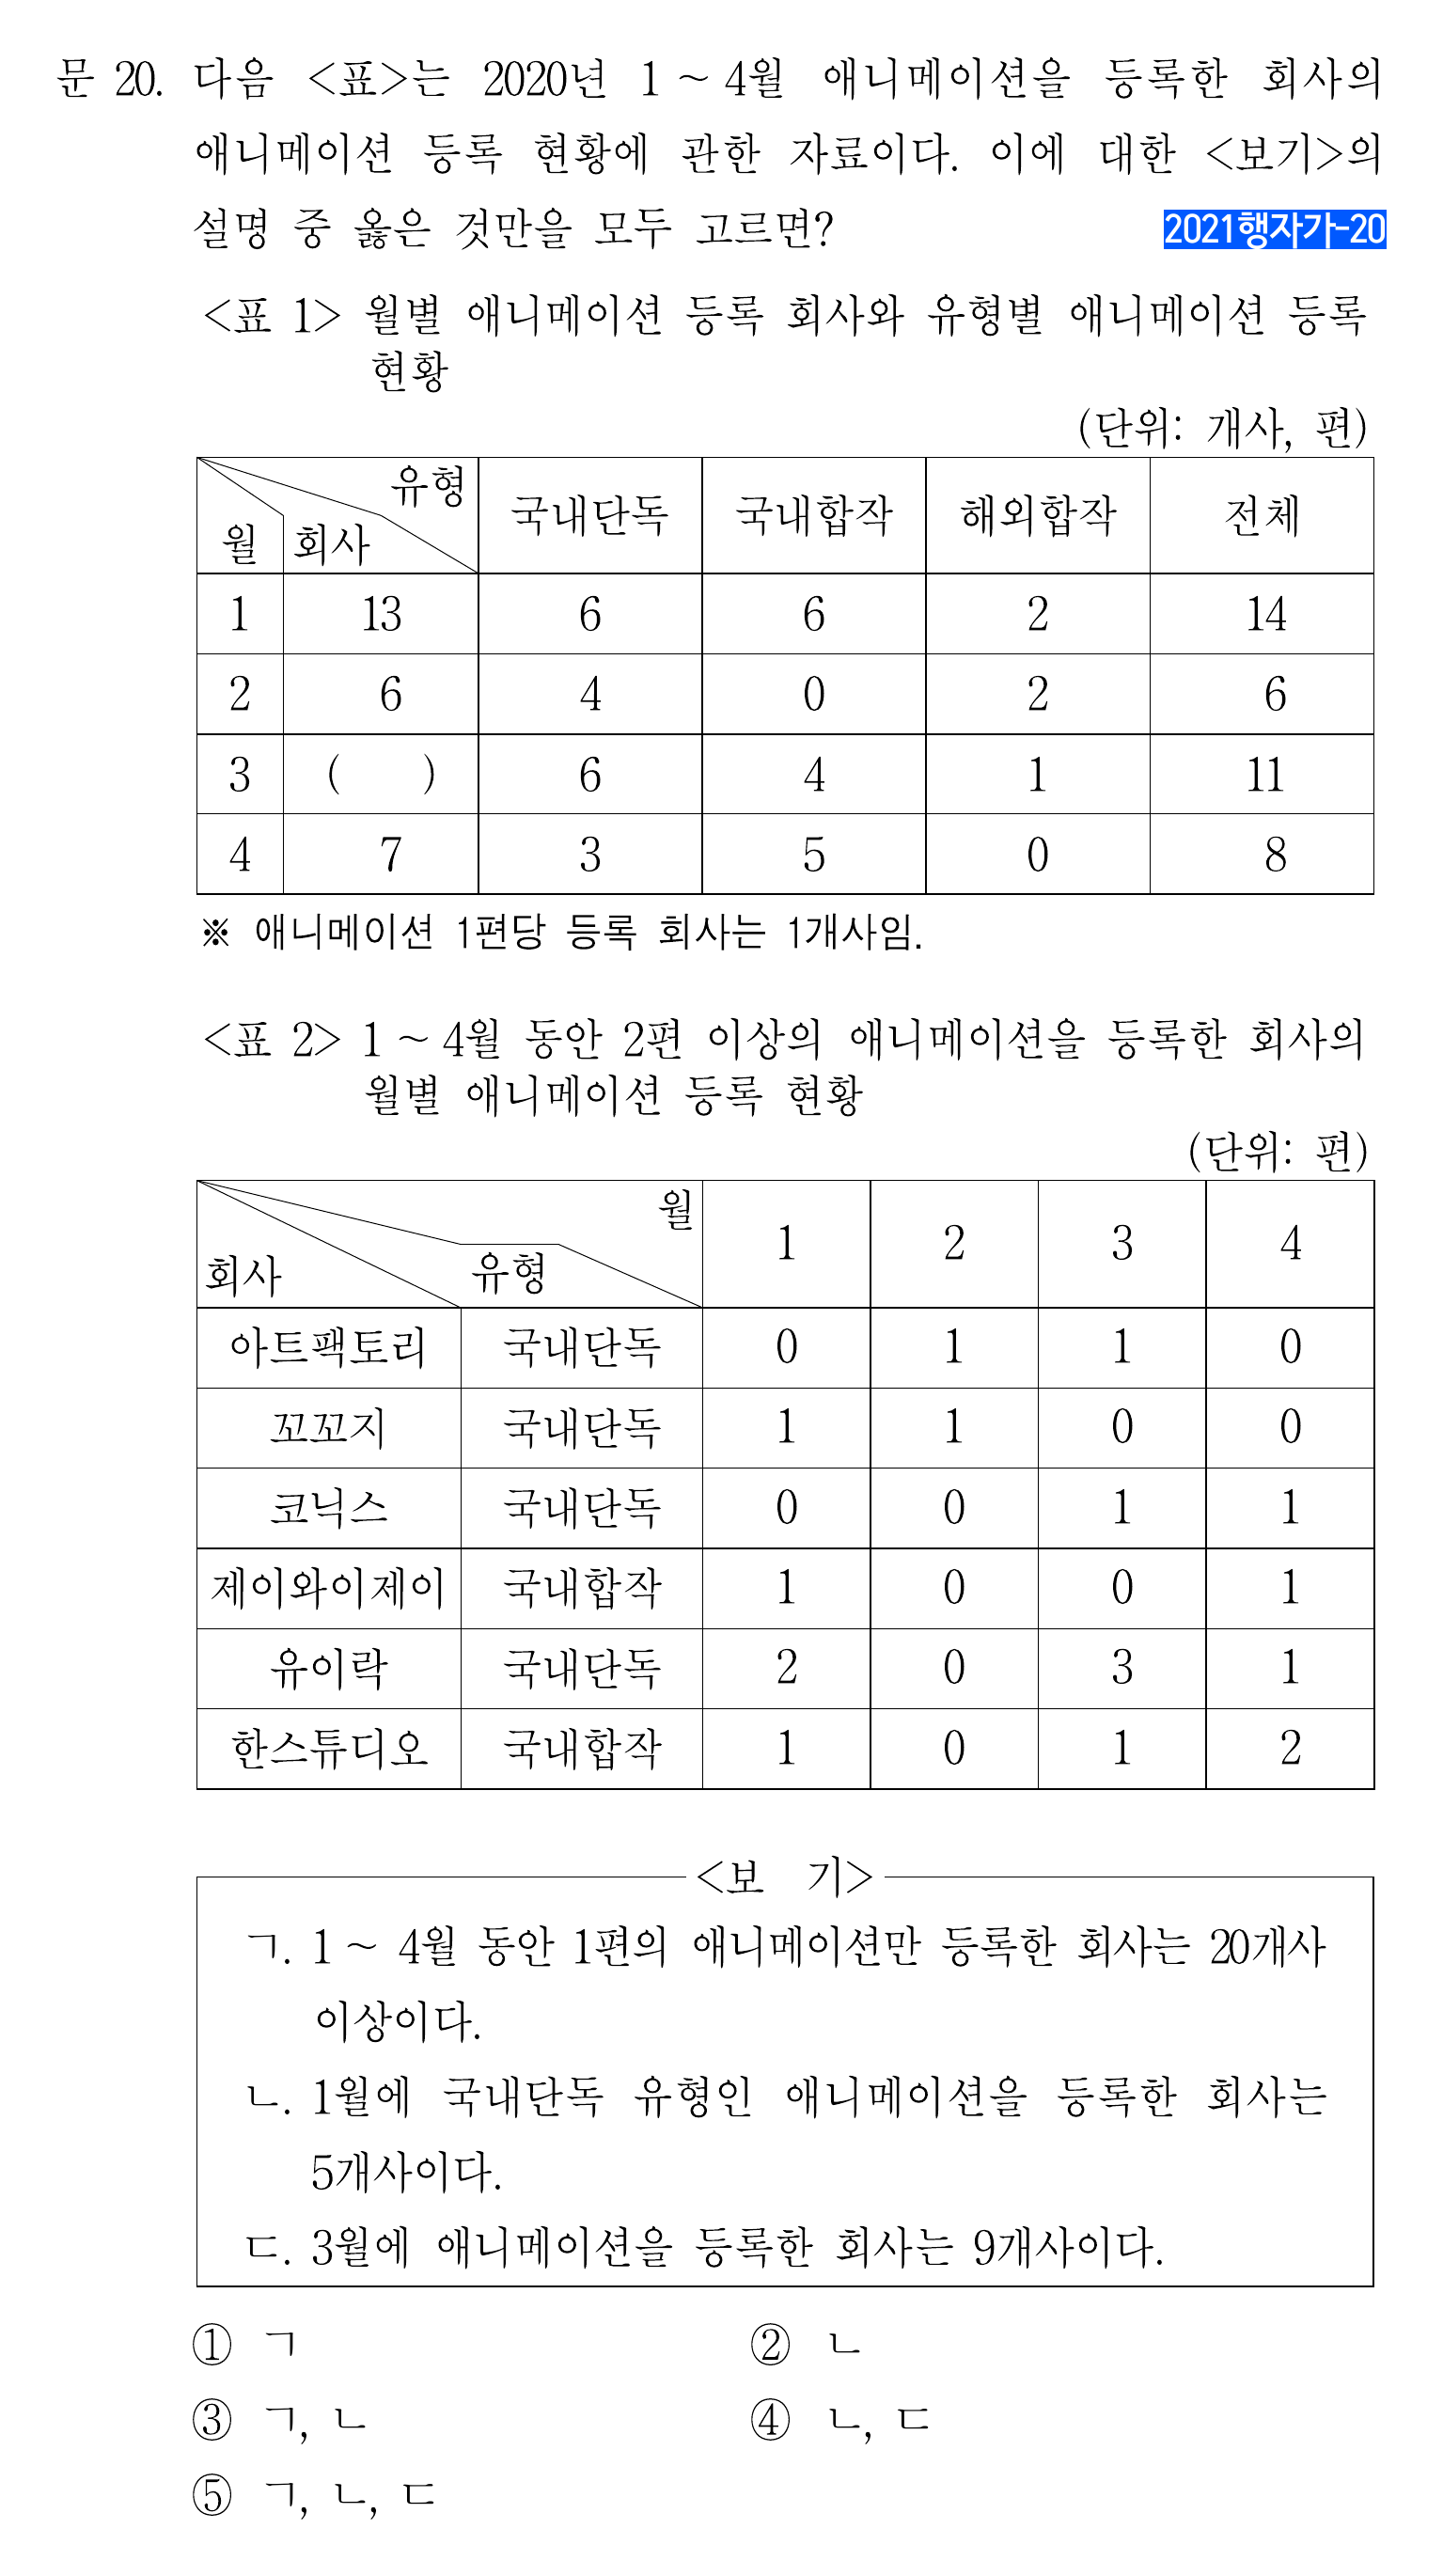 문 20. 다음 <표>는 2020년 1 ~ 4월 애니메이션을 등록한 회사의
애니메이션 등록 현황에 관한 자료이다. 이에 대한 <보기>의
설명 중 옳은 것만을 모두 고르면? 2021행자가-20
<표 1> 월별 애니메이션 등록 회사와 유형별 애니메이션 등록
현황
(단위: 개사, 편)
유형
월 회사 국내단독 국내합작 해외합작 전체
1 13 6 6 2 14
2 6 4 0 2 6
3 ( ) 6 4 1 11
4 7 3 5 0 8
※ 애니메이션 1편당 등록 회사는 1개사임.
<표 2> 1 ~ 4월 동안 2편 이상의 애니메이션을 등록한 회사의
월별 애니메이션 등록 현황
(단위: 편)
월
회사 유형 1 2 3 4
아트팩토리 국내단독 0 1 1 0
꼬꼬지 국내단독 1 1 0 0
코닉스 국내단독 0 0 1 1
제이와이제이 국내합작 1 0 0 1
유이락 국내단독 2 0 3 1
한스튜디오 국내합작 1 0 1 2
<보 기>
ㄱ. 1 ~ 4월 동안 1편의 애니메이션만 등록한 회사는 20개사
이상이다.
ㄴ. 1월에 국내단독 유형인 애니메이션을 등록한 회사는
5개사이다.
ㄷ. 3월에 애니메이션을 등록한 회사는 9개사이다.
① ㄱ ② ㄴ
③ ㄱ, ㄴ ④ ㄴ, ㄷ
⑤ ㄱ, ㄴ, ㄷ